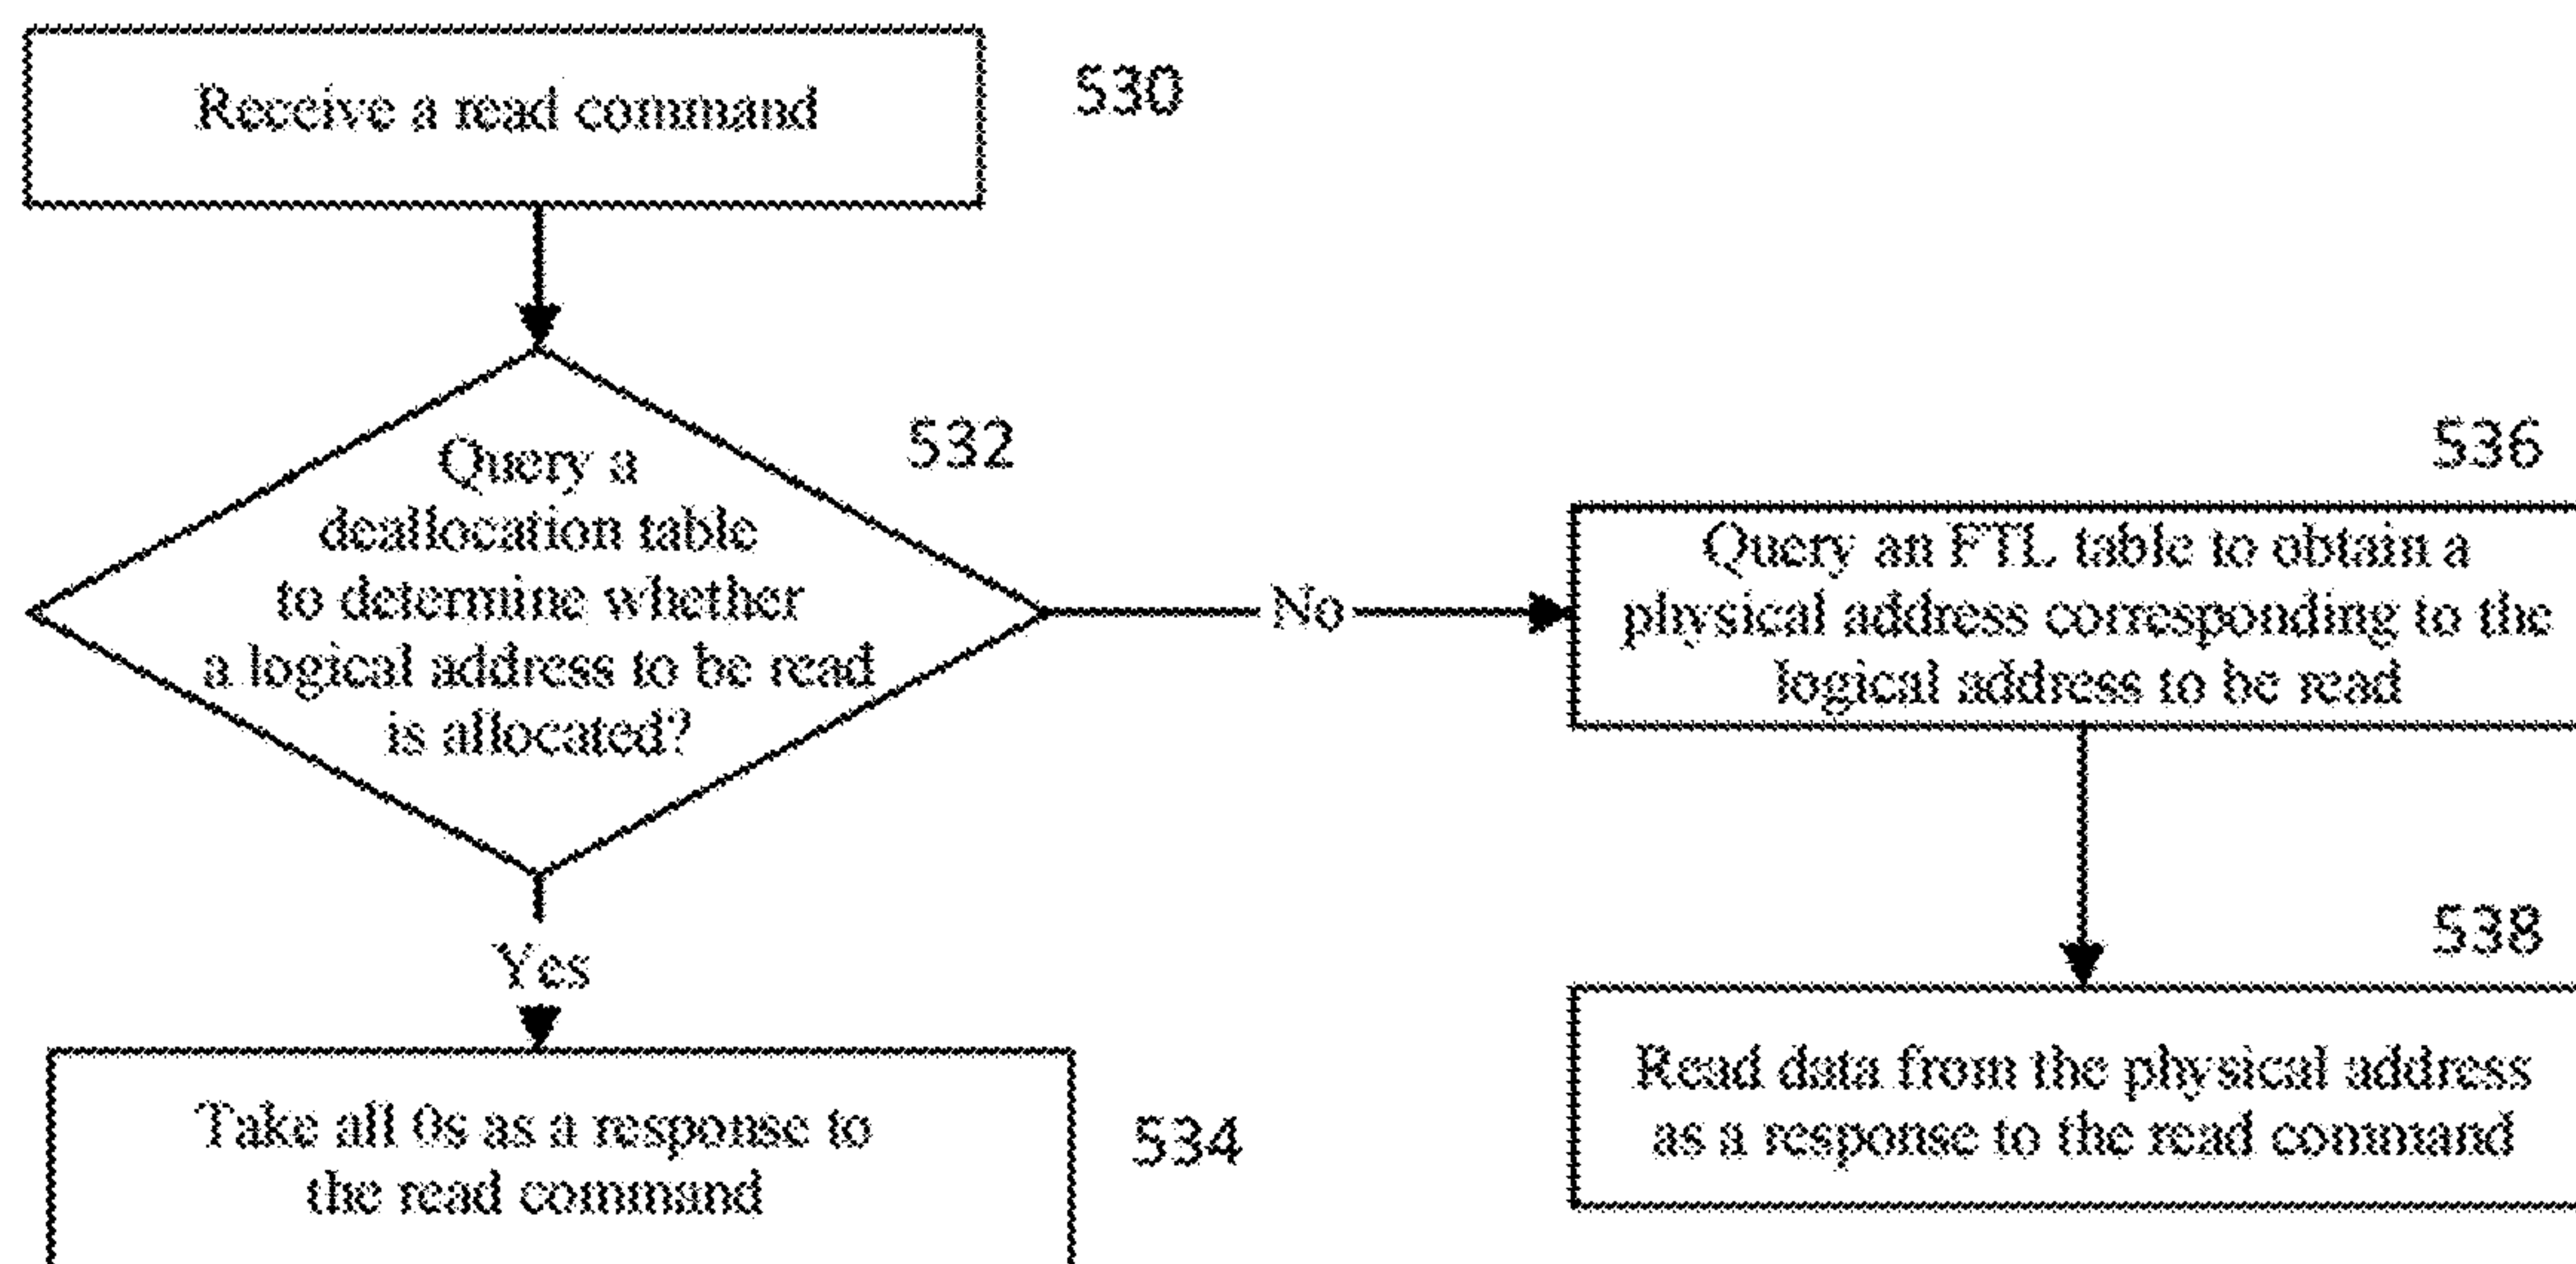 Receive a read command
530
Query a
deallocation table
to determine whether
a logical address to be read
is allocated?
532
No
536
Query an FTL table to obtain a
physical address corresponding to the
logical address to be read
Yes
Take all 0s as a response to
the read command
534
538
Read data from the physical address
as a response to the read command